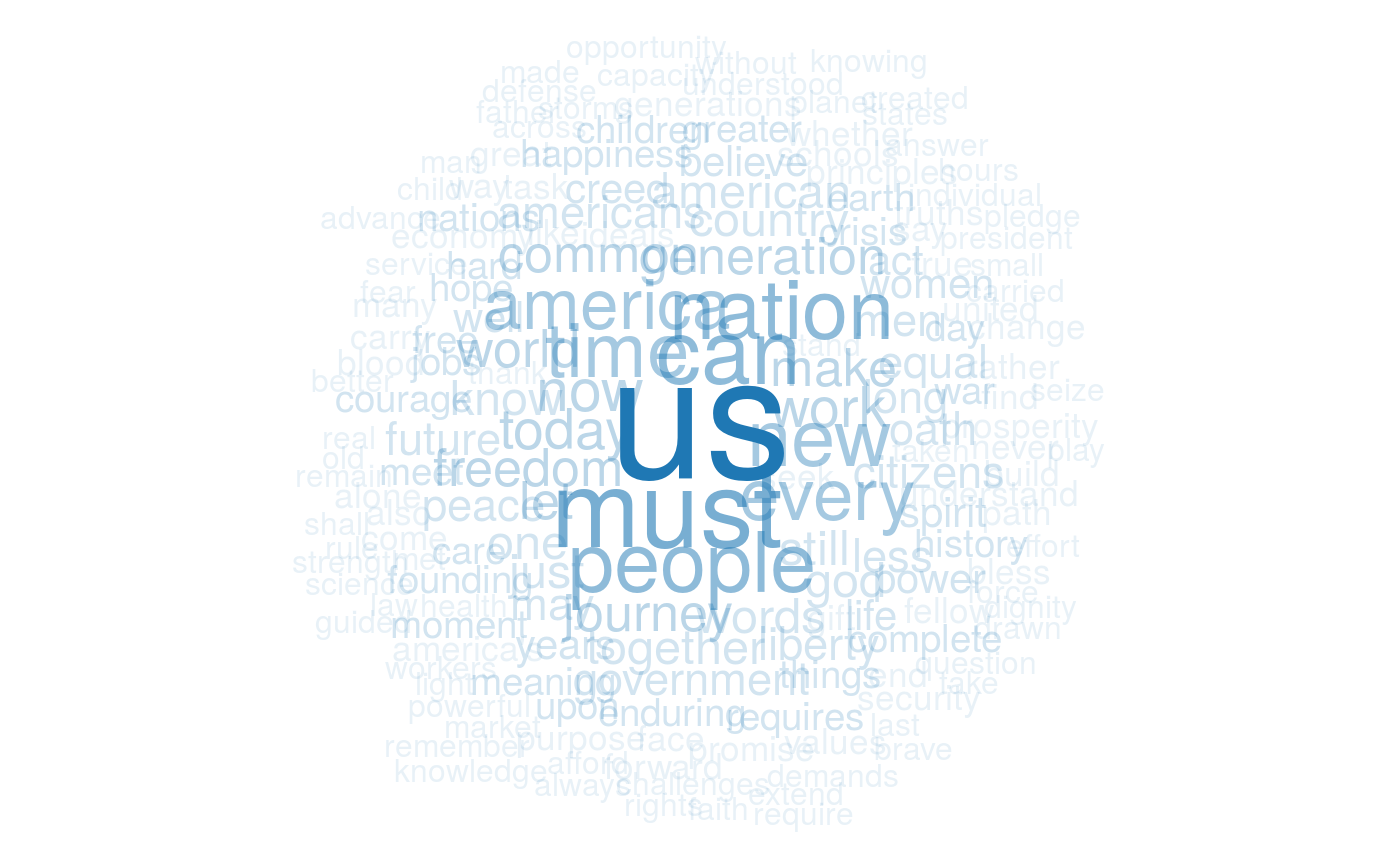 opportunity
without knowing
made capacity understood
defense generations planet created
father storms states
across children greater whether
answer
man great happiness believe schools
principles hours
child way task creed american earth individual
advance nations americans country truths pledge
economy like ideals crisis say president
service hard common generation act true small
fear hope women carried
many well america nation men united
carry free world time can day change
stand
blood jobs make equal rather
better thank
courage know now us work long war find seize
real future today new oath prosperity
old taken never play
remain meet freedom seek citizens build
alone peace let must every understand
shall also spirit path
rule come one still less history effort
strength met care people
science founding just god power bless
force
law health may journey words gift life fellow dignity
guided moment drawn
america's years together liberty complete
workers question
light meaning government things end take
powerful upon enduring requires security
market last
remember purpose face promise values brave
knowledge afford forward demands
always challenges extend
rights faith require